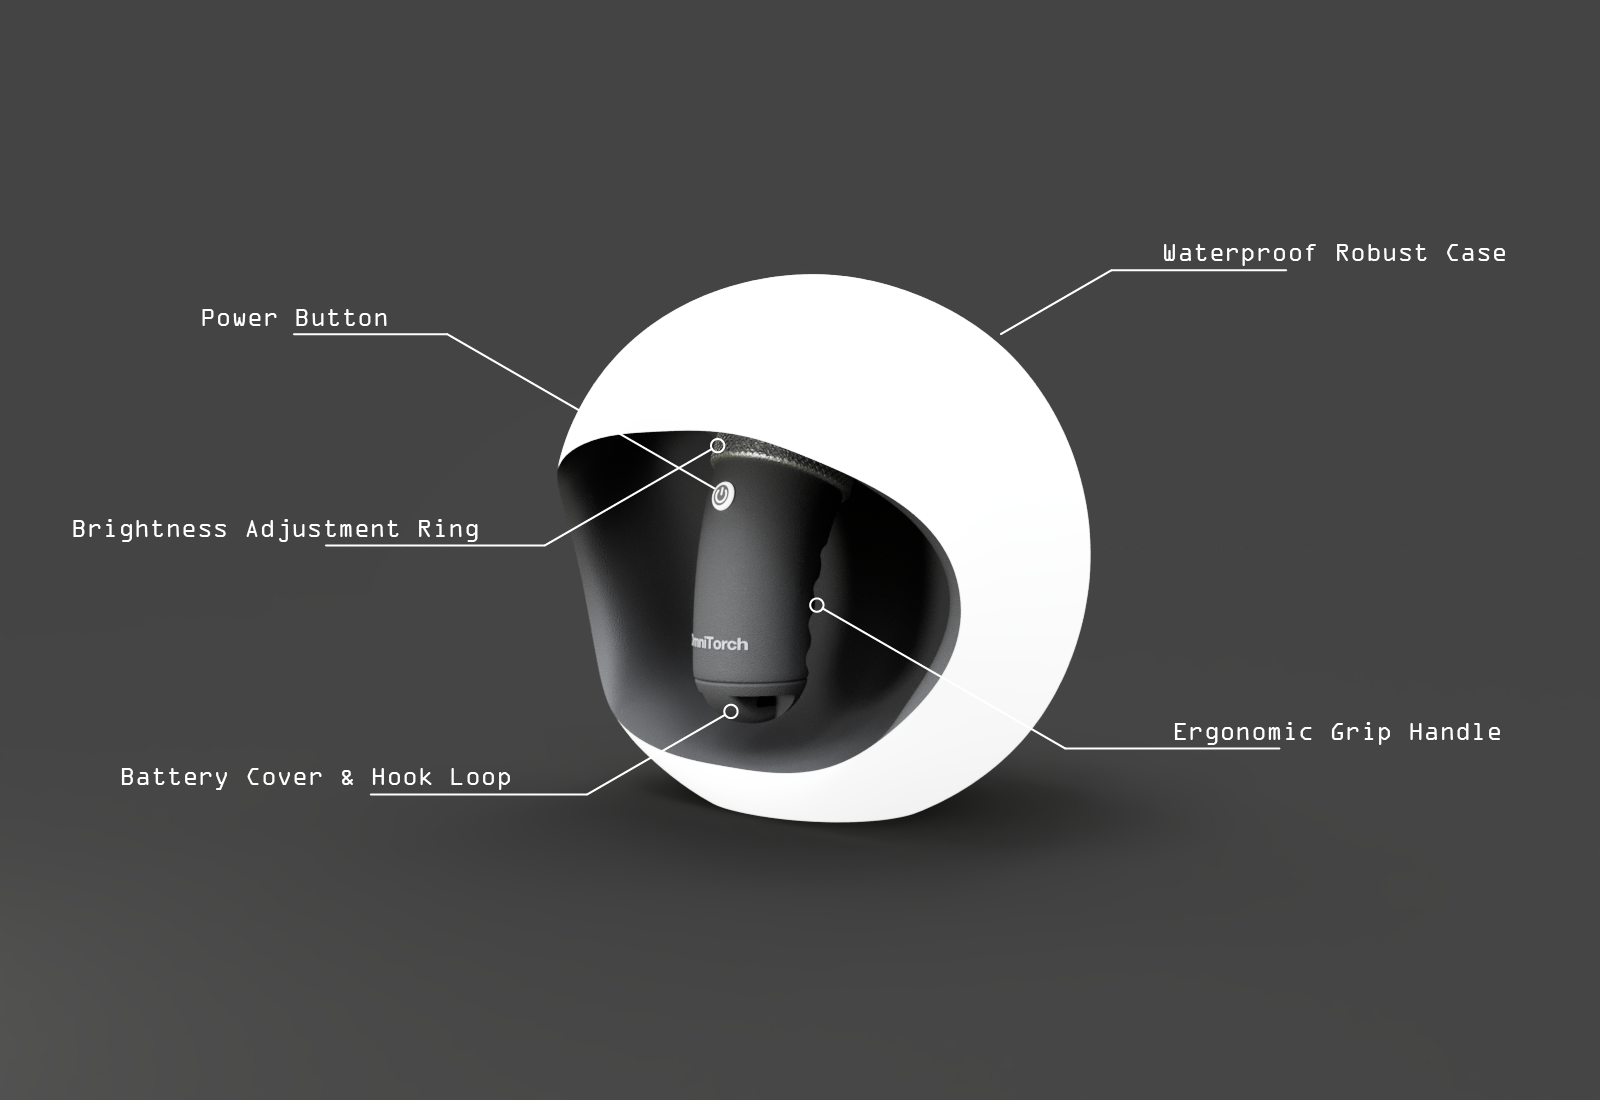 Waterproof Robust Case
Power Button
Brightness Adjustment Ring
mniTorch
Ergonomic Grip Handle
Battery Cover & Hook Loop